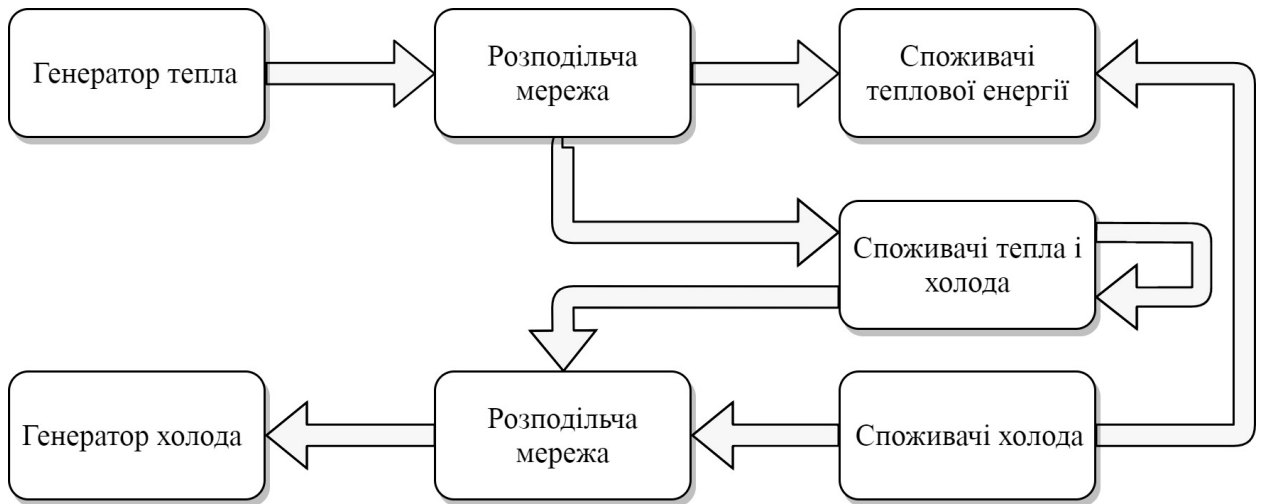 Генератор тепла
Розподільча
мережа
Споживачі
теплової енергії
Споживачі тепла і
холода
Генератор холода
Розподільча
мережа
Споживачі холода